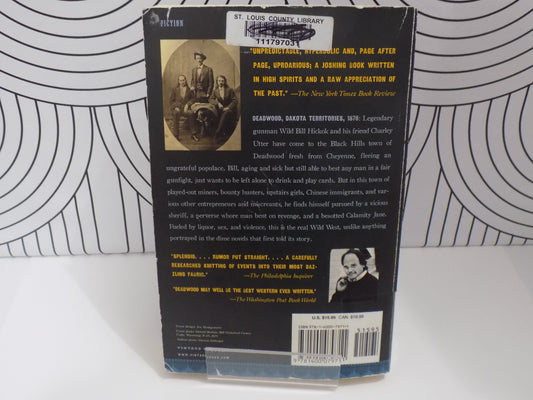 FICTION
ST. LOUIS COUNTY LIBRARY
111797031
"UNPREDICTABLE, HYPERBOLIC AND, PAGE AFTER
PAGE, UPROARIOUS; A JOSHING LOOK WRITTEN
IN HIGH SPIRITS AND A RAW APPRECIATION OF
THE PAST." —The New York Times Book Review
DEADWOOD, DAKOTA TERRITORIES, 1876: Legendary
gunman Wild Bill Hickok and his friend Charley
Utter have come to the Black Hills town of
Deadwood fresh from Cheyenne, fleeing an
ungrateful populace. Bill, aging and sick but still able to best any man in a fair
gunfight, just wants to be left alone to drink and play cards. But in this town of
played-out miners, bounty hunters, upstairs girls, Chinese immigrants, and var-
ious other entrepreneurs and miscreants, he finds himself pursued by a vicious
sheriff, a perverse whore man bent on revenge, and a besotted Calamity Jane.
Fueled by liquor, sex, and violence, this is the real Wild West, unlike anything
portrayed in the dime novels that first told its story.
"SPLENDID. . . . RUMOR PUT STRAIGHT. . . . A CAREFULLY
RESEARCHED KNITTING OF EVENTS INTO THEIR MOST DAZ-
ZLING FABRIC." —The Philadelphia Inquirer
"DEADWOOD MAY WELL BE THE BEST WESTERN EVER WRITTEN."
—The Washington Post Book World
U.S. $15.95 CAN. $18.95
51595